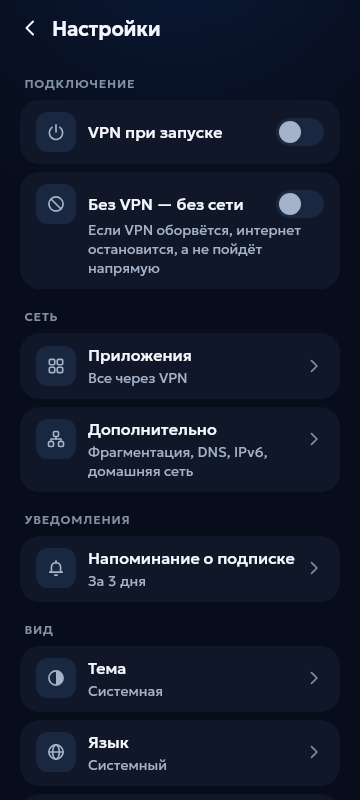 Настройки
ПОДКЛЮЧЕНИЕ
VPN при запуске
Без VPN — без сети
Если VPN оборвётся, интернет
остановится, а не пойдёт
напрямую
СЕТЬ
Приложения
Все через VPN
Дополнительно
Фрагментация, DNS, IPv6,
домашняя сеть
УВЕДОМЛЕНИЯ
Напоминание о подписке
За 3 дня
ВИД
Тема
Системная
Язык
Системный